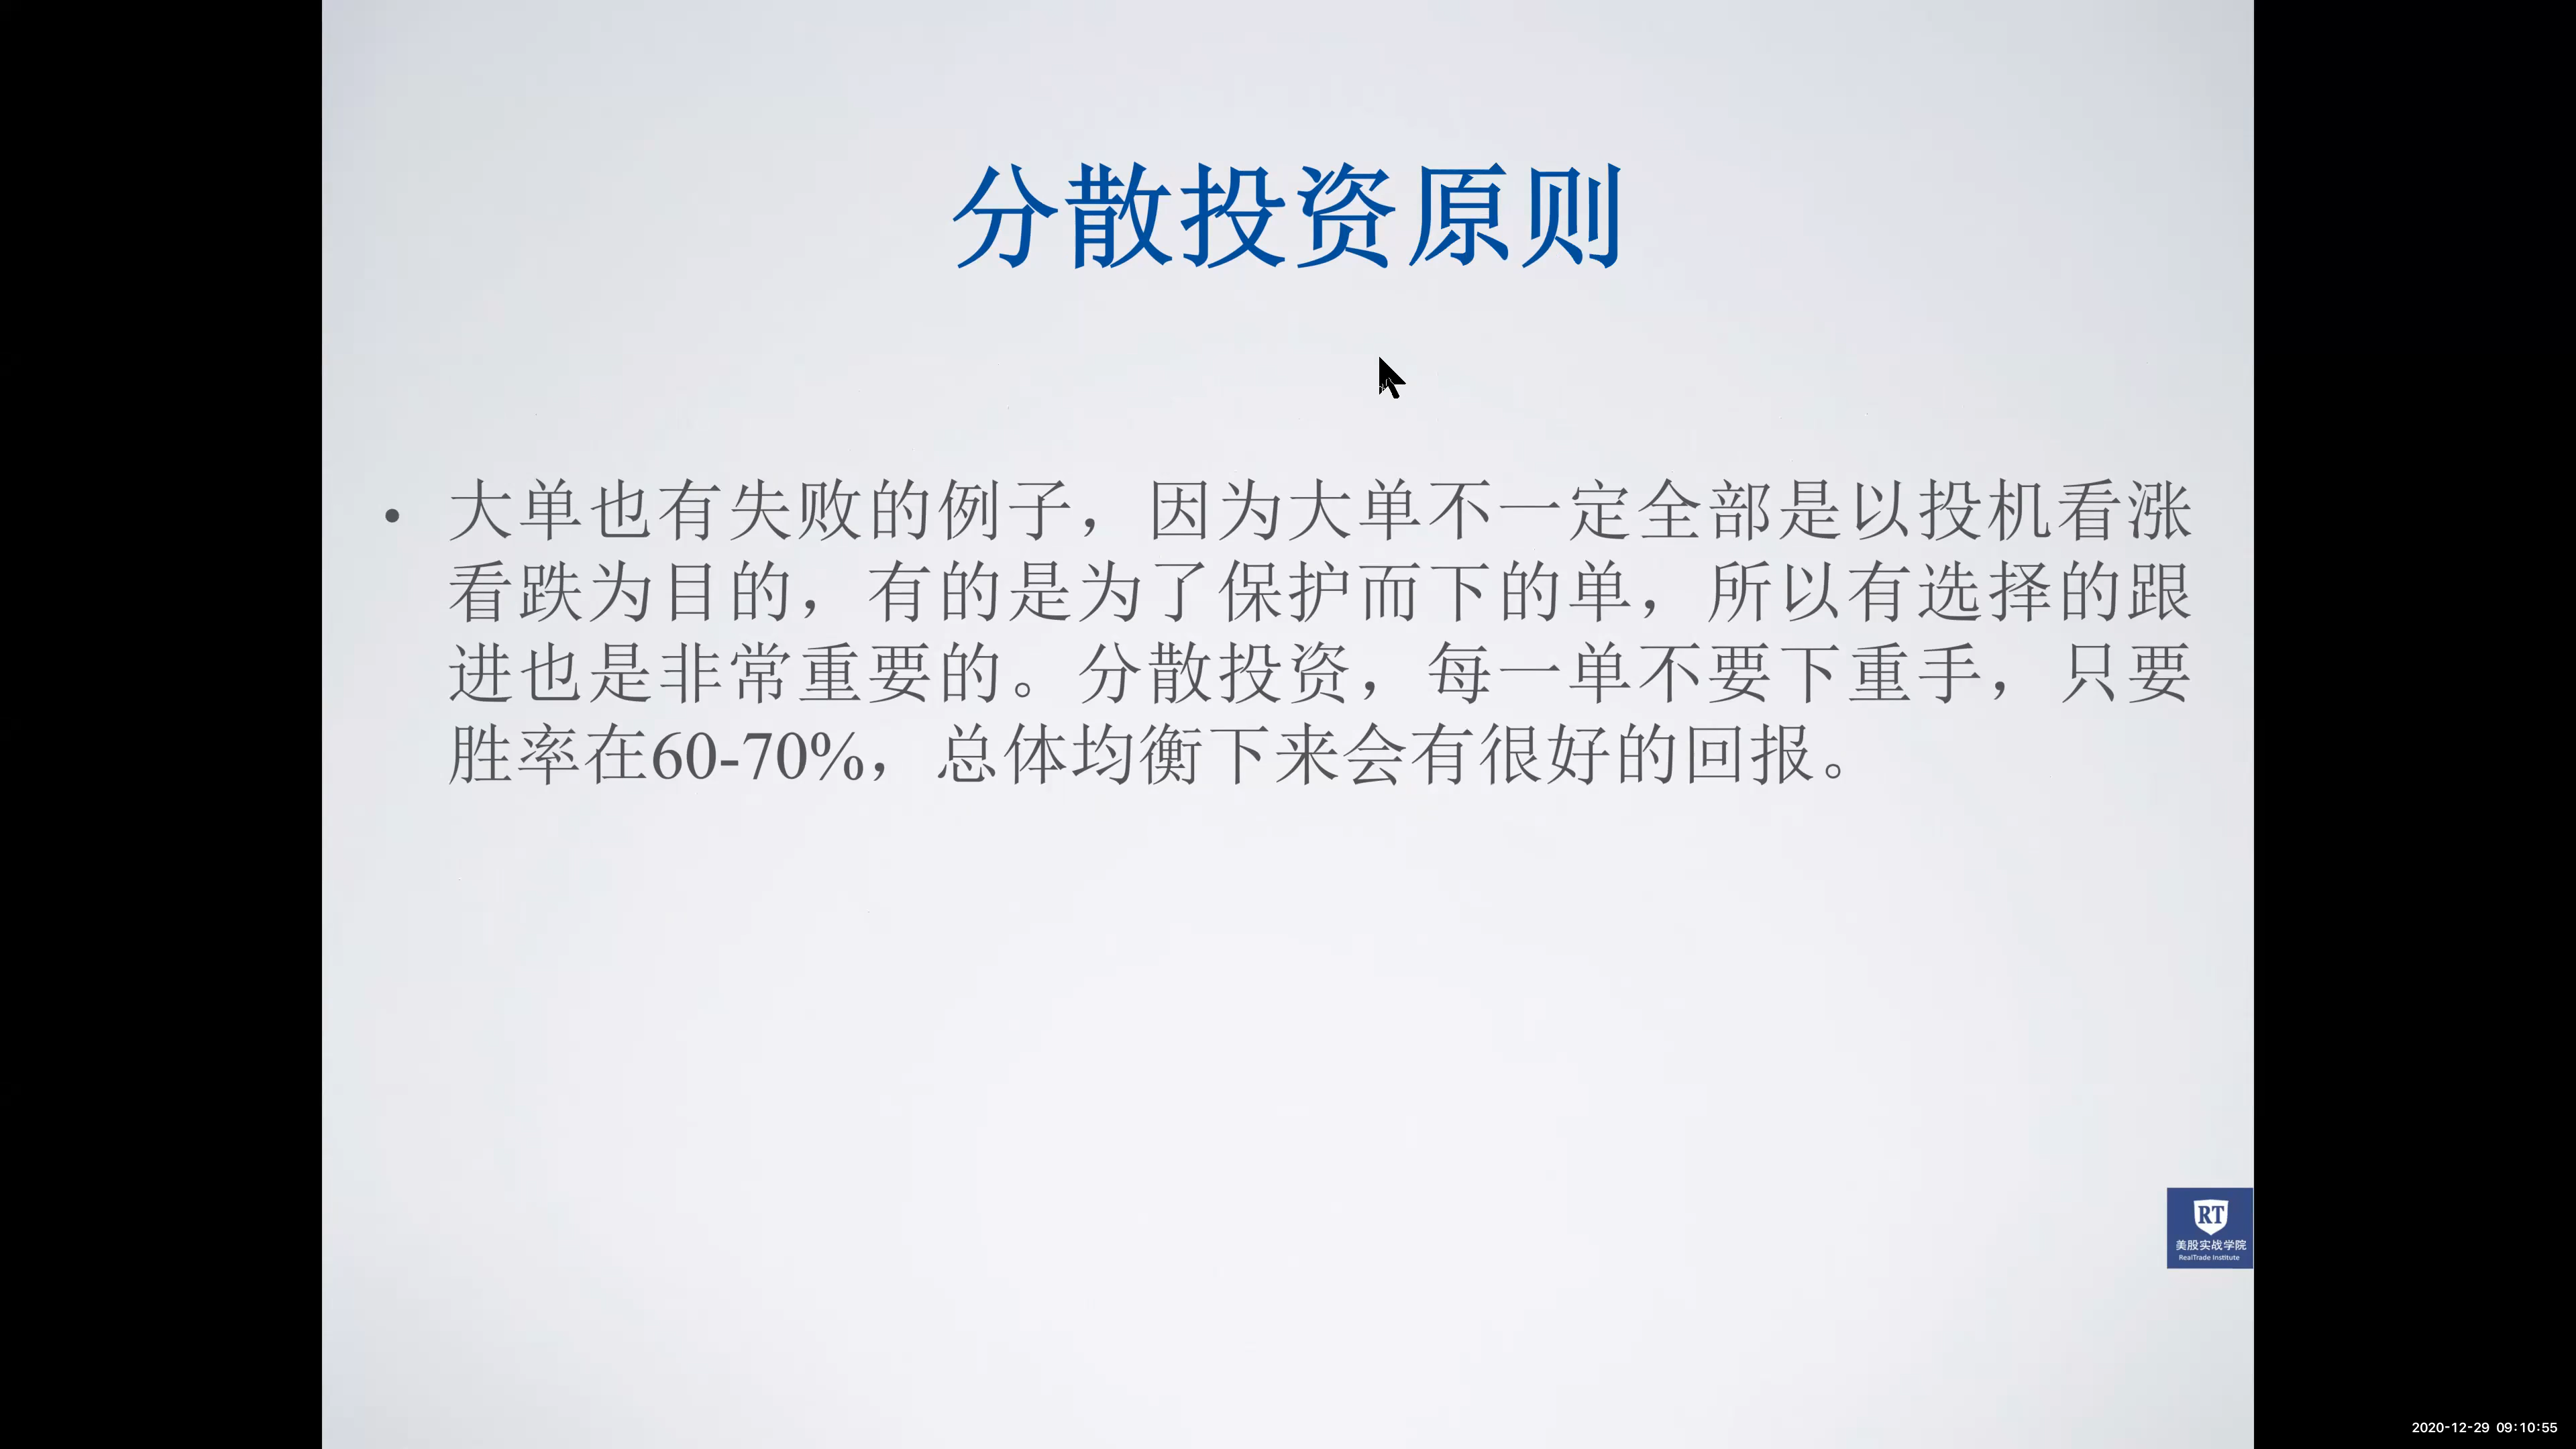 分散投资原则
• 大单也有失败的例子，因为大单不一定全部是以投机看涨
看跌为目的，有的是为了保护而下的单，所以有选择的跟
进也是非常重要的。分散投资，每一单不要下重手，只要
胜率在60-70%，总体均衡下来会有很好的回报。
RT
美股实战学院
RealTrade Institute
2020-12-29 09:10:55